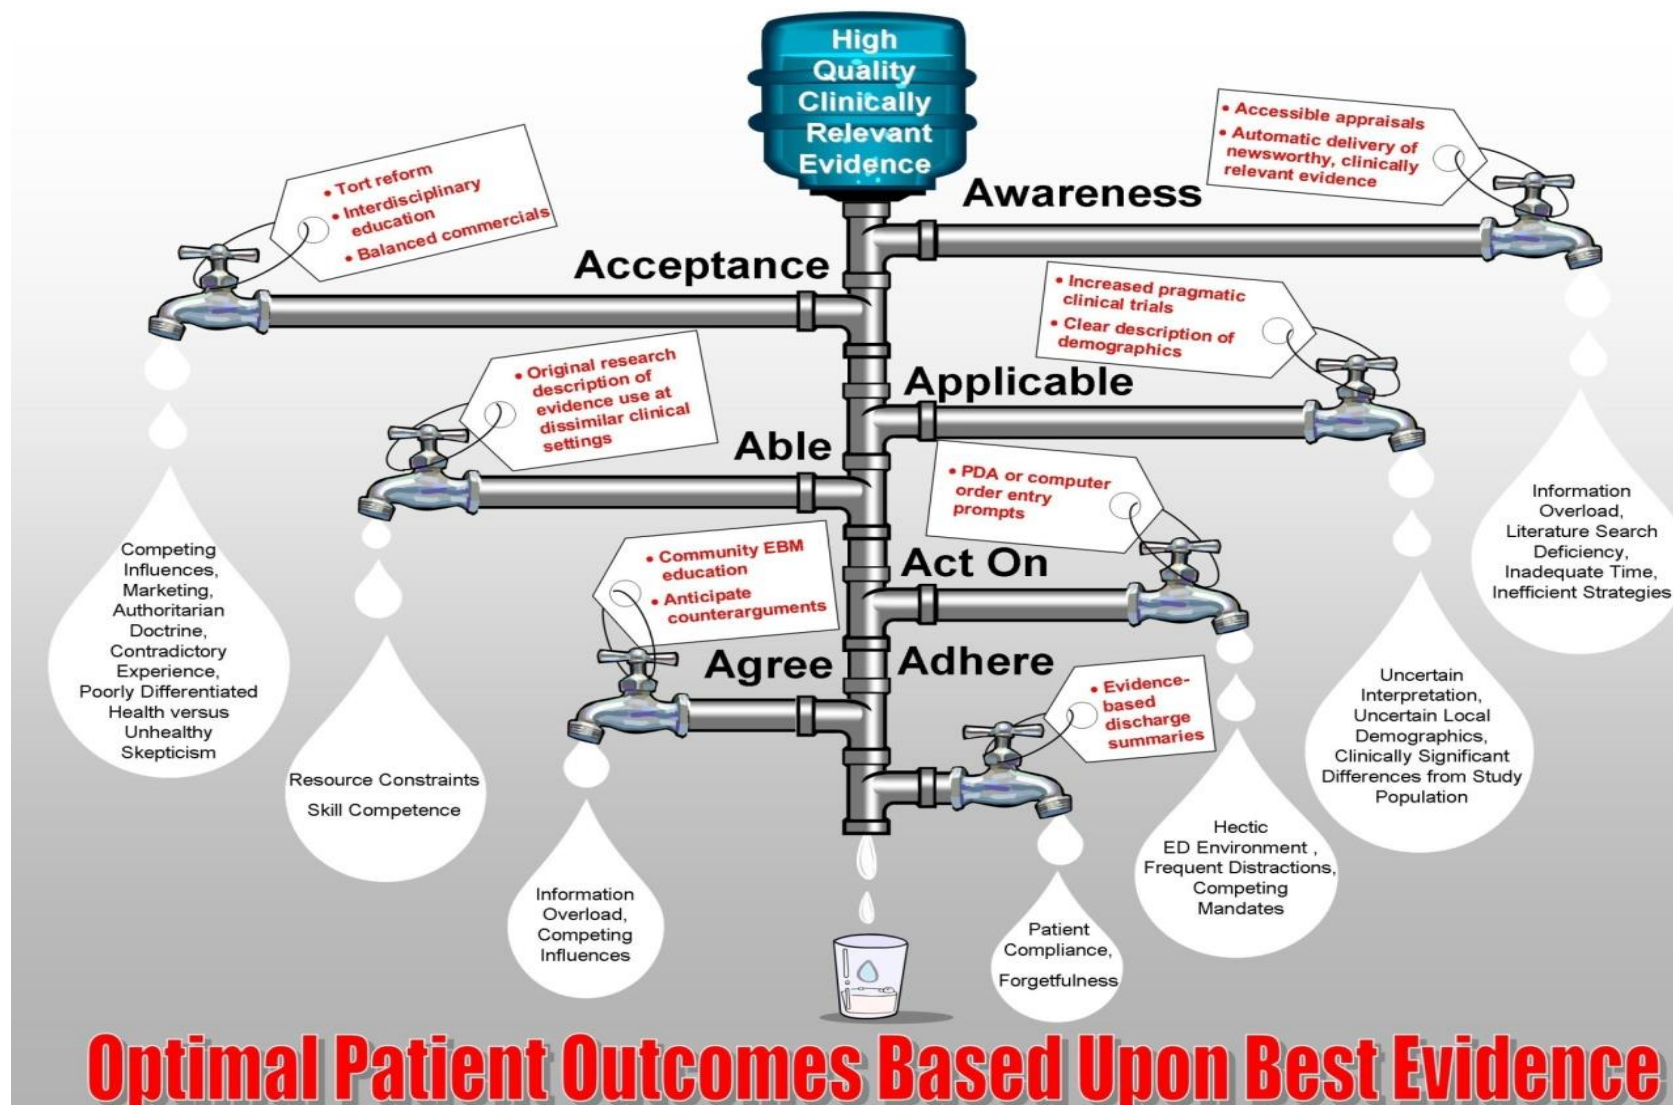 High
Quality
Clinically
Relevant
Evidence
Awareness
• Accessible appraisals
• Automatic delivery of
newsworthy, clinically
relevant evidence
Information
Overload,
Literature Search
Deficiency,
Inadequate Time,
Inefficient Strategies
Acceptance
• Tort reform
• Interdisciplinary
education
• Balanced commercials
Competing
Influences,
Marketing,
Authoritarian
Doctrine,
Contradictory
Experience,
Poorly Differentiated
Health versus
Unhealthy
Skepticism
Applicable
• Increased pragmatic
clinical trials
• Clear description of
demographics
Uncertain
Interpretation,
Uncertain Local
Demographics,
Clinically Significant
Differences from Study
Population
Able
• Original research
description of
evidence use at
dissimilar clinical
settings
Resource Constraints
Skill Competence
Act On
• PDA or computer
order entry
prompts
Hectic
ED Environment ,
Frequent Distractions,
Competing
Mandates
Agree
• Community EBM
education
• Anticipate
counterarguments
Information
Overload,
Competing
Influences
Adhere
• Evidence-
based
discharge
summaries
Patient
Compliance,
Forgetfulness
Optimal Patient Outcomes Based Upon Best Evidence